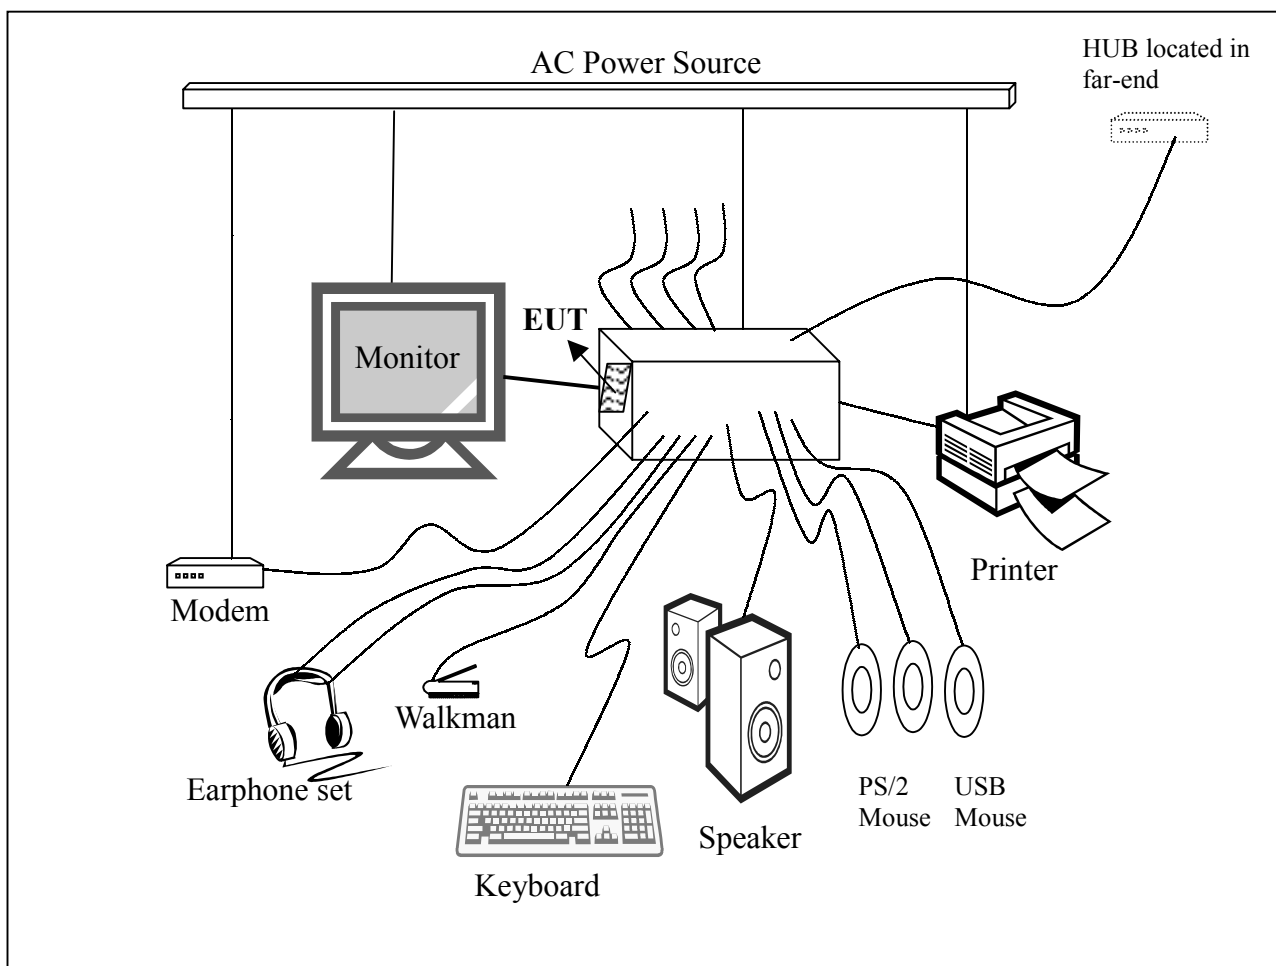 AC Power Source
HUB located in
far-end
EUT
Monitor
Printer
Modem
Walkman
Earphone set
PS/2
Mouse
USB
Mouse
Speaker
Keyboard